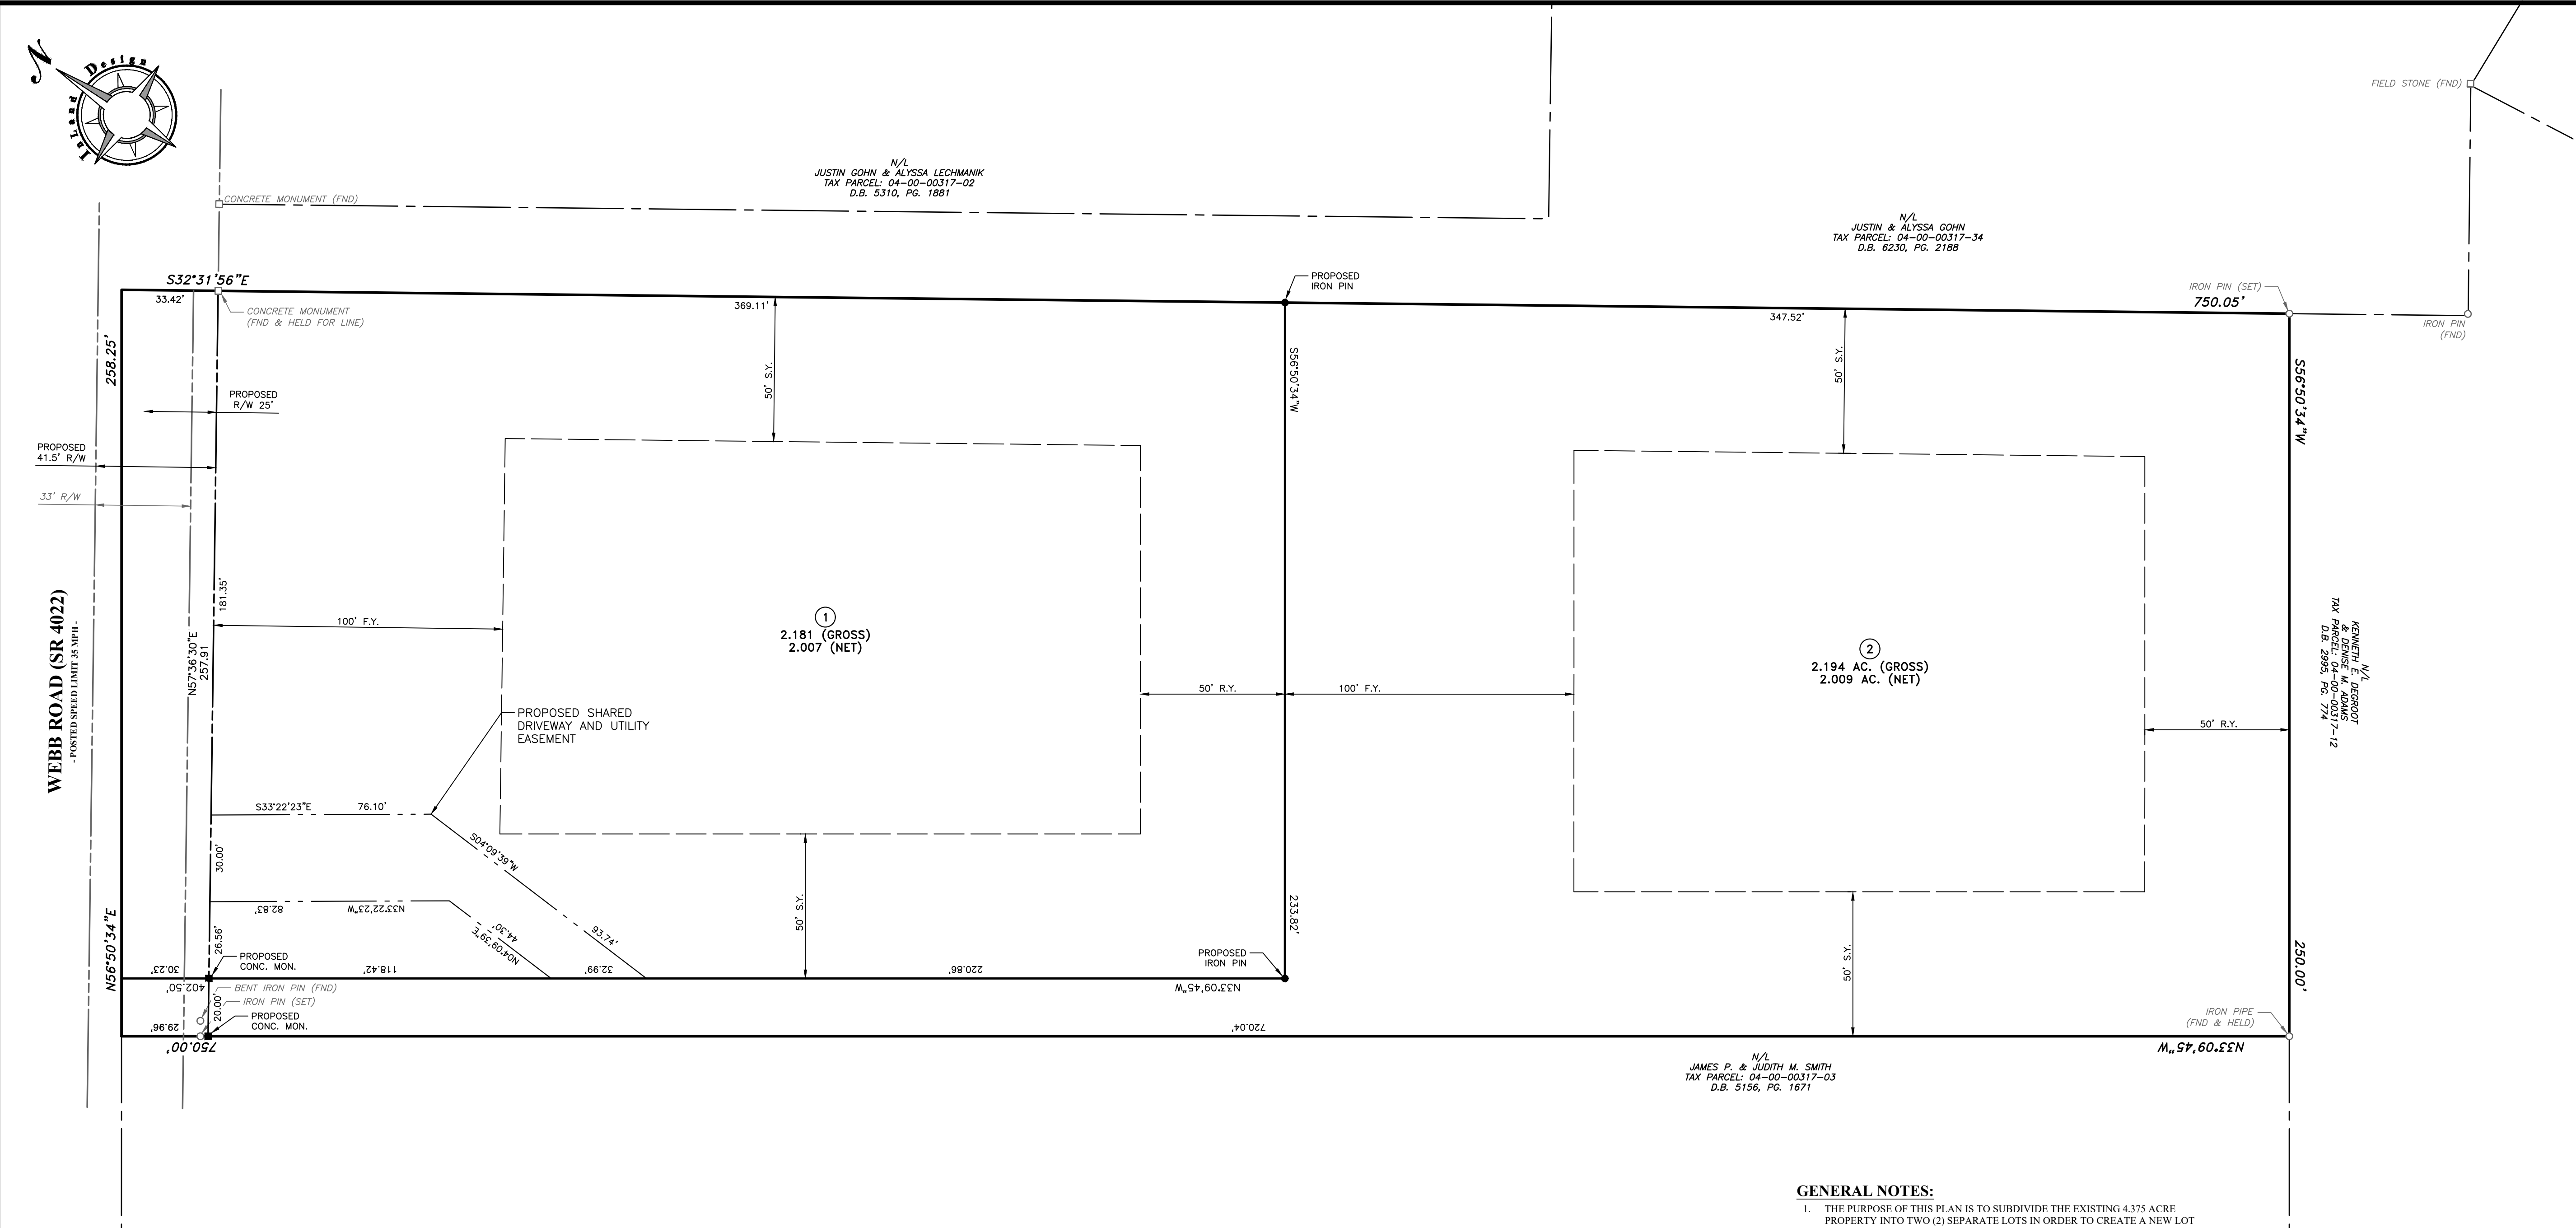 N
InLand Design
FIELD STONE (FND)
N/L
JUSTIN GOHN & ALYSSA LECHMANIK
TAX PARCEL: 04-00-00317-02
D.B. 5310, PG. 1881
CONCRETE MONUMENT (FND)
N/L
JUSTIN & ALYSSA GOHN
TAX PARCEL: 04-00-00317-34
D.B. 6230, PG. 2188
S32°31'56"E
33.42'
CONCRETE MONUMENT
(FND & HELD FOR LINE)
369.11'
PROPOSED
IRON PIN
347.52'
IRON PIN (SET)
750.05'
IRON PIN
(FND)
258.25'
50' S.Y.
S56°50'34"W
50' S.Y.
S56°50'34"W
PROPOSED
R/W 25'
PROPOSED
41.5' R/W
33' R/W
WEBB ROAD (SR 4022)
- POSTED SPEED LIMIT 35 MPH -
181.35'
N57°36'30"E
257.91
100' F.Y.
1
2.181 (GROSS)
2.007 (NET)
2
2.194 AC. (GROSS)
2.009 AC. (NET)
N/L
KENNETH E. DEGROOT
& DENISE M. ADAMS
TAX PARCEL: 04-00-00317-12
D.B. 2995, PG. 774
50' R.Y.
100' F.Y.
50' R.Y.
PROPOSED SHARED
DRIVEWAY AND UTILITY
EASEMENT
S33°22'23"E
76.10'
S04°09'39"W
93.74'
30.00'
82.83'
N33°22'23"W
44.30'
N04°09'39"E
50' S.Y.
233.82'
50' S.Y.
250.00'
N56°50'34"E
26.56'
PROPOSED
CONC. MON.
30.23'
118.42'
32.99'
220.86'
PROPOSED
IRON PIN
402.50'
N33°09'45"W
BENT IRON PIN (FND)
IRON PIN (SET)
20.00'
PROPOSED
CONC. MON.
29.96'
720.04'
IRON PIPE
(FND & HELD)
750.00'
N33°09'45"W
N/L
JAMES P. & JUDITH M. SMITH
TAX PARCEL: 04-00-00317-03
D.B. 5156, PG. 1671
GENERAL NOTES:
1. THE PURPOSE OF THIS PLAN IS TO SUBDIVIDE THE EXISTING 4.375 ACRE
PROPERTY INTO TWO (2) SEPARATE LOTS IN ORDER TO CREATE A NEW LOT